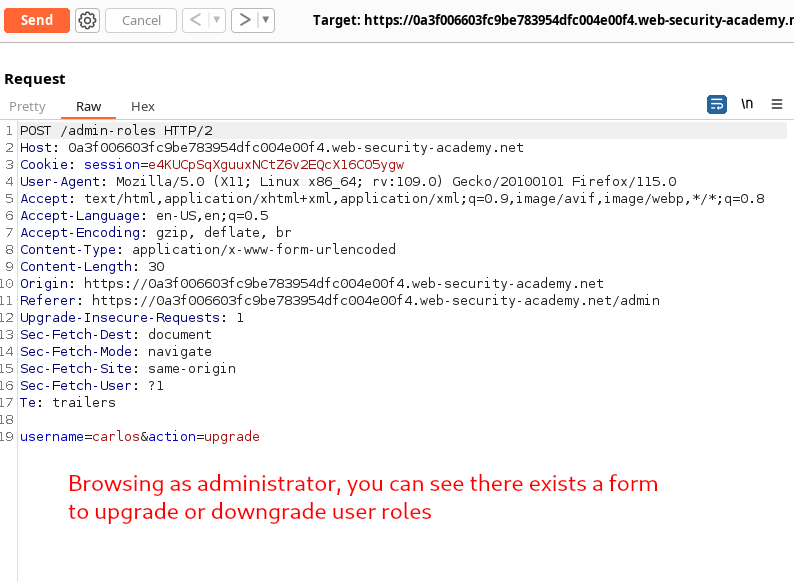 Send Cancel < > Target: https://0a3f006603fc9be783954dfc004e00f4.web-security-academy.n
Request
Pretty Raw Hex \n
1 POST /admin-roles HTTP/2
2 Host: 0a3f006603fc9be783954dfc004e00f4.web-security-academy.net
3 Cookie: session=e4KUCpSqXguuxNCtZ6v2EQcX16CO5ygw
4 User-Agent: Mozilla/5.0 (X11; Linux x86_64; rv:109.0) Gecko/20100101 Firefox/115.0
5 Accept: text/html,application/xhtml+xml,application/xml;q=0.9,image/avif,image/webp,*/*;q=0.8
6 Accept-Language: en-US,en;q=0.5
7 Accept-Encoding: gzip, deflate, br
8 Content-Type: application/x-www-form-urlencoded
9 Content-Length: 30
10 Origin: https://0a3f006603fc9be783954dfc004e00f4.web-security-academy.net
11 Referer: https://0a3f006603fc9be783954dfc004e00f4.web-security-academy.net/admin
12 Upgrade-Insecure-Requests: 1
13 Sec-Fetch-Dest: document
14 Sec-Fetch-Mode: navigate
15 Sec-Fetch-Site: same-origin
16 Sec-Fetch-User: ?1
17 Te: trailers
18
19 username=carlos&action=upgrade
Browsing as administrator, you can see there exists a form
to upgrade or downgrade user roles